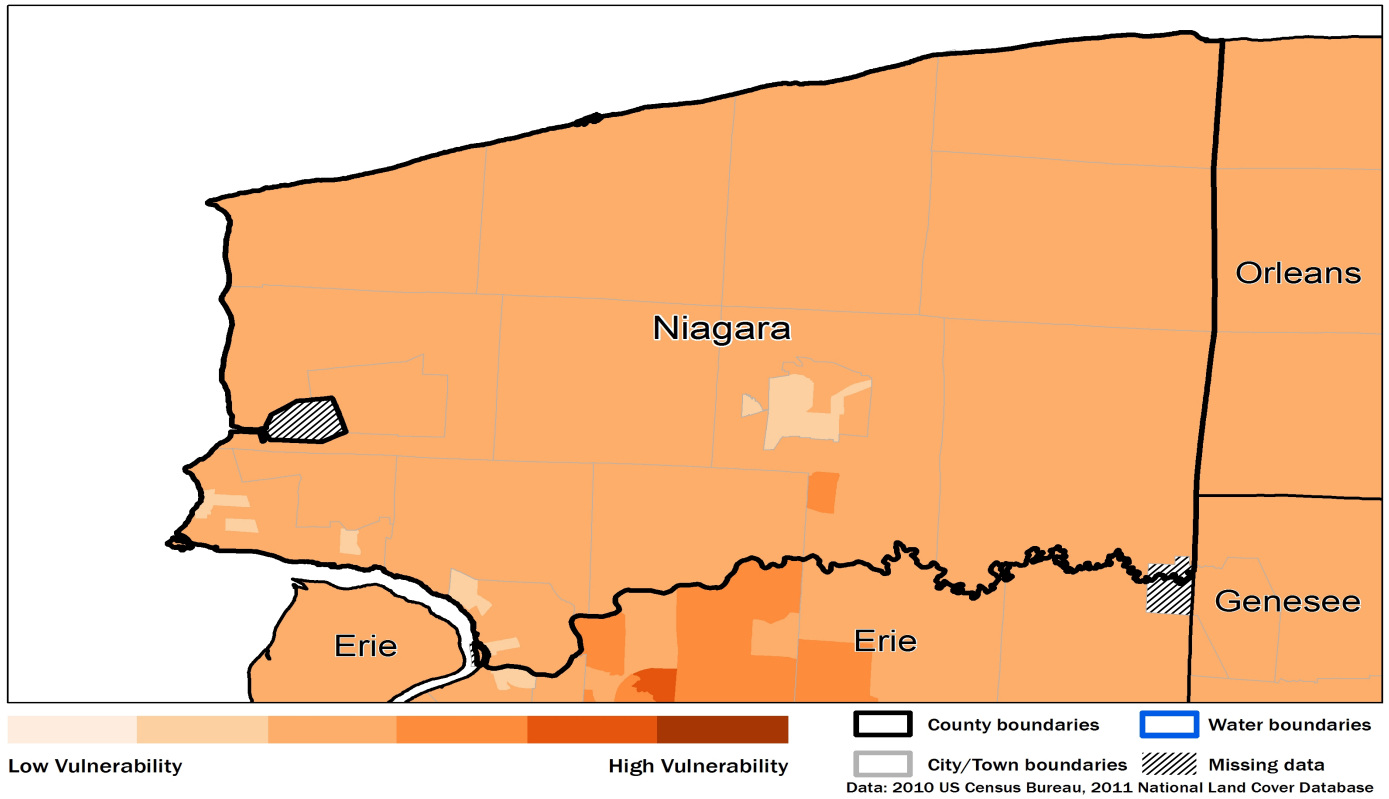 Orleans
Niagara
Genesee
Erie
Erie
County boundaries
Water boundaries
Low Vulnerability
High Vulnerability
City/Town boundaries
Missing data
Data: 2010 US Census Bureau, 2011 National Land Cover Database